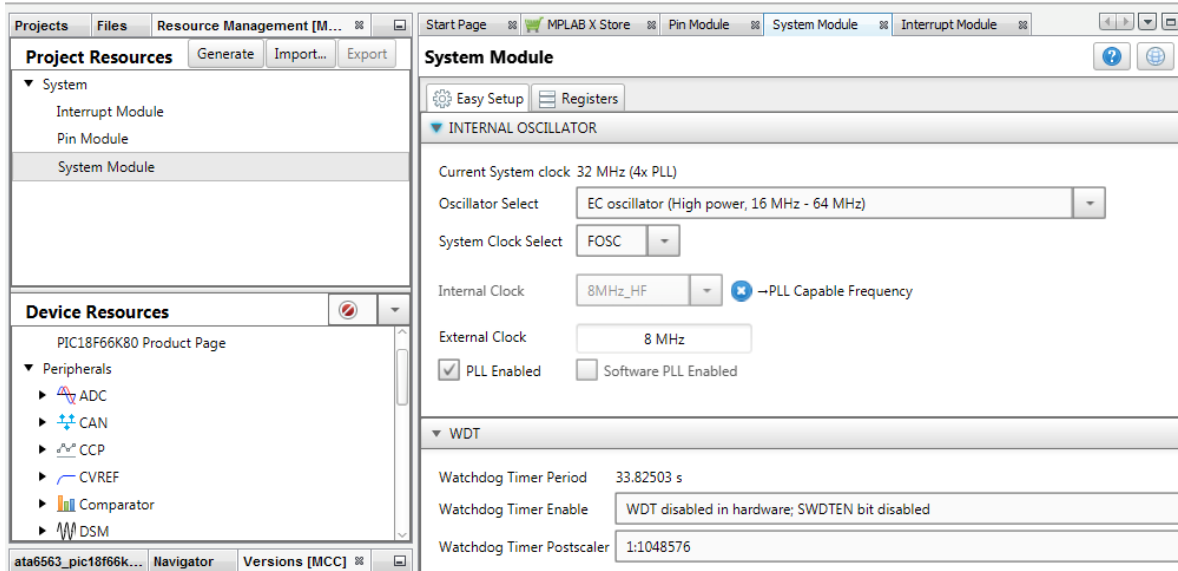 Projects Files Resource Management [M...
Project Resources Generate Import... Export
System
Interrupt Module
Pin Module
System Module
Device Resources
PIC18F66K80 Product Page
Peripherals
ADC
CAN
CCP
CVREF
Comparator
DSM
ata6563_pic18f66k... Navigator Versions [MCC]
Start Page MPLAB X Store Pin Module System Module Interrupt Module
System Module
Easy Setup Registers
INTERNAL OSCILLATOR
Current System clock 32 MHz (4x PLL)
Oscillator Select EC oscillator (High power, 16 MHz - 64 MHz)
System Clock Select FOSC
Internal Clock 8MHz_HF →PLL Capable Frequency
External Clock 8 MHz
PLL Enabled Software PLL Enabled
WDT
Watchdog Timer Period 33.82503 s
Watchdog Timer Enable WDT disabled in hardware; SWDTEN bit disabled
Watchdog Timer Postscaler 1:1048576